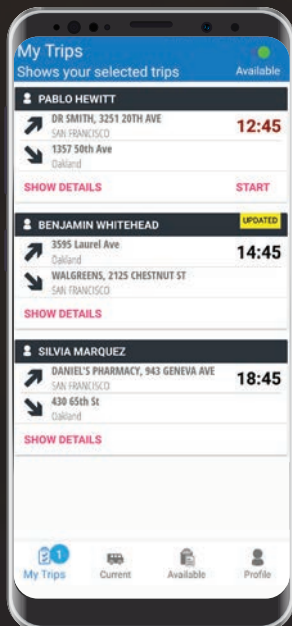 My Trips
Shows your selected trips
Available
PABLO HEWITT
DR SMITH, 3251 20TH AVE
SAN FRANCISCO
12:45
1357 50th Ave
Oakland
SHOW DETAILS
START
BENJAMIN WHITEHEAD
UPDATED
3595 Laurel Ave
Oakland
14:45
WALGREENS, 2125 CHESTNUT ST
SAN FRANCISCO
SHOW DETAILS
SILVIA MARQUEZ
DANIEL'S PHARMACY, 943 GENEVA AVE
SAN FRANCISCO
18:45
430 65th St
Oakland
SHOW DETAILS
1
My Trips
Current
Available
Profile